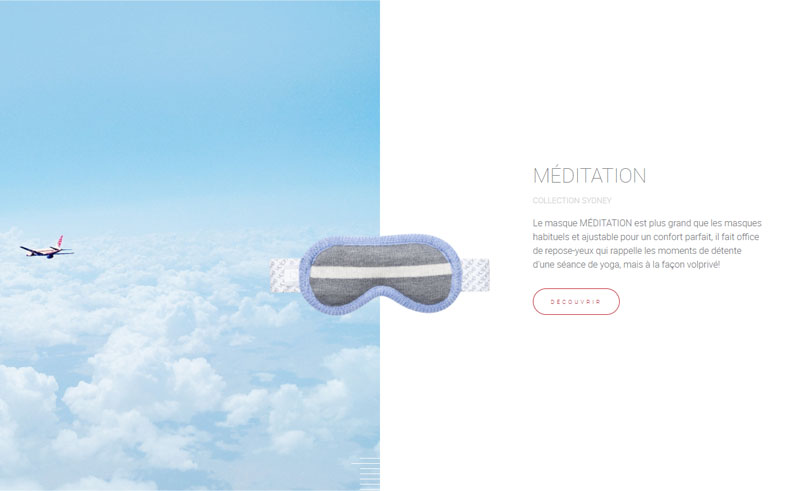 MÉDITATION
COLLECTION SYDNEY
Le masque MÉDITATION est plus grand que les masques
habituels et ajustable pour un confort parfait, il fait office
de repose-yeux qui rappelle les moments de détente
d'une séance de yoga, mais à la façon volprivé!
DÉCOUVRIR